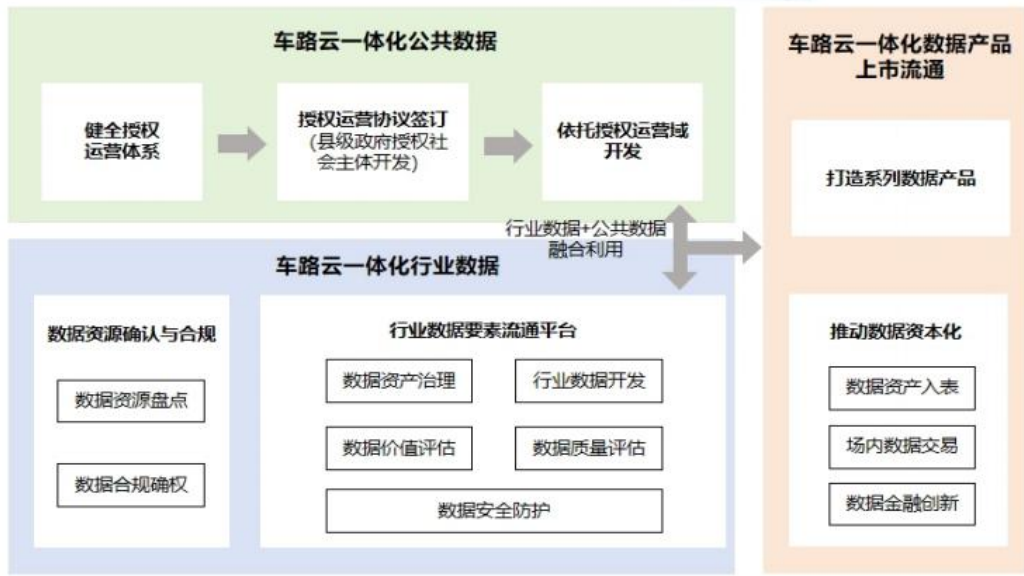 车路云一体化公共数据
健全授权
运营体系
授权运营协议签订
(县级政府授权社
会主体开发)
依托授权运营域
开发
行业数据+公共数据
融合利用
车路云一体化行业数据
数据资源确认与合规
数据资源盘点
数据合规确权
行业数据要素流通平台
数据资产治理
行业数据开发
数据价值评估
数据质量评估
数据安全防护
车路云一体化数据产品
上市流通
打造系列数据产品
推动数据资本化
数据资产入表
场内数据交易
数据金融创新